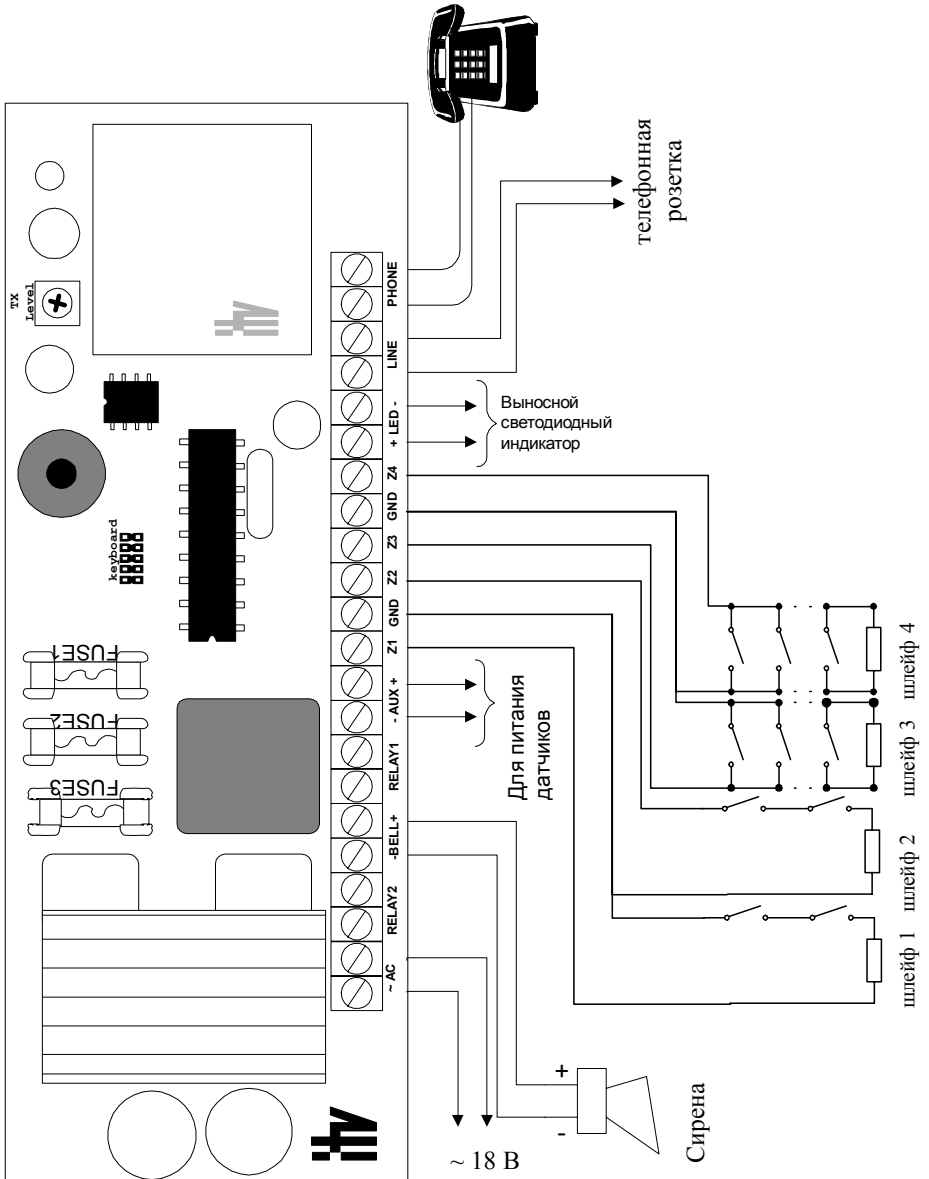 TX
Level
keyboard
FUSE1
FUSE2
FUSE3
PHONE
LINE
+ LED -
Z4
GND
Z3
Z2
GND
Z1
- AUX +
RELAY1
-BELL+
RELAY2
~ AC
телефонная
розетка
Выносной
светодиодный
индикатор
Для питания
датчиков
шлейф 4
шлейф 3
шлейф 2
шлейф 1
+
-
Сирена
~ 18 В